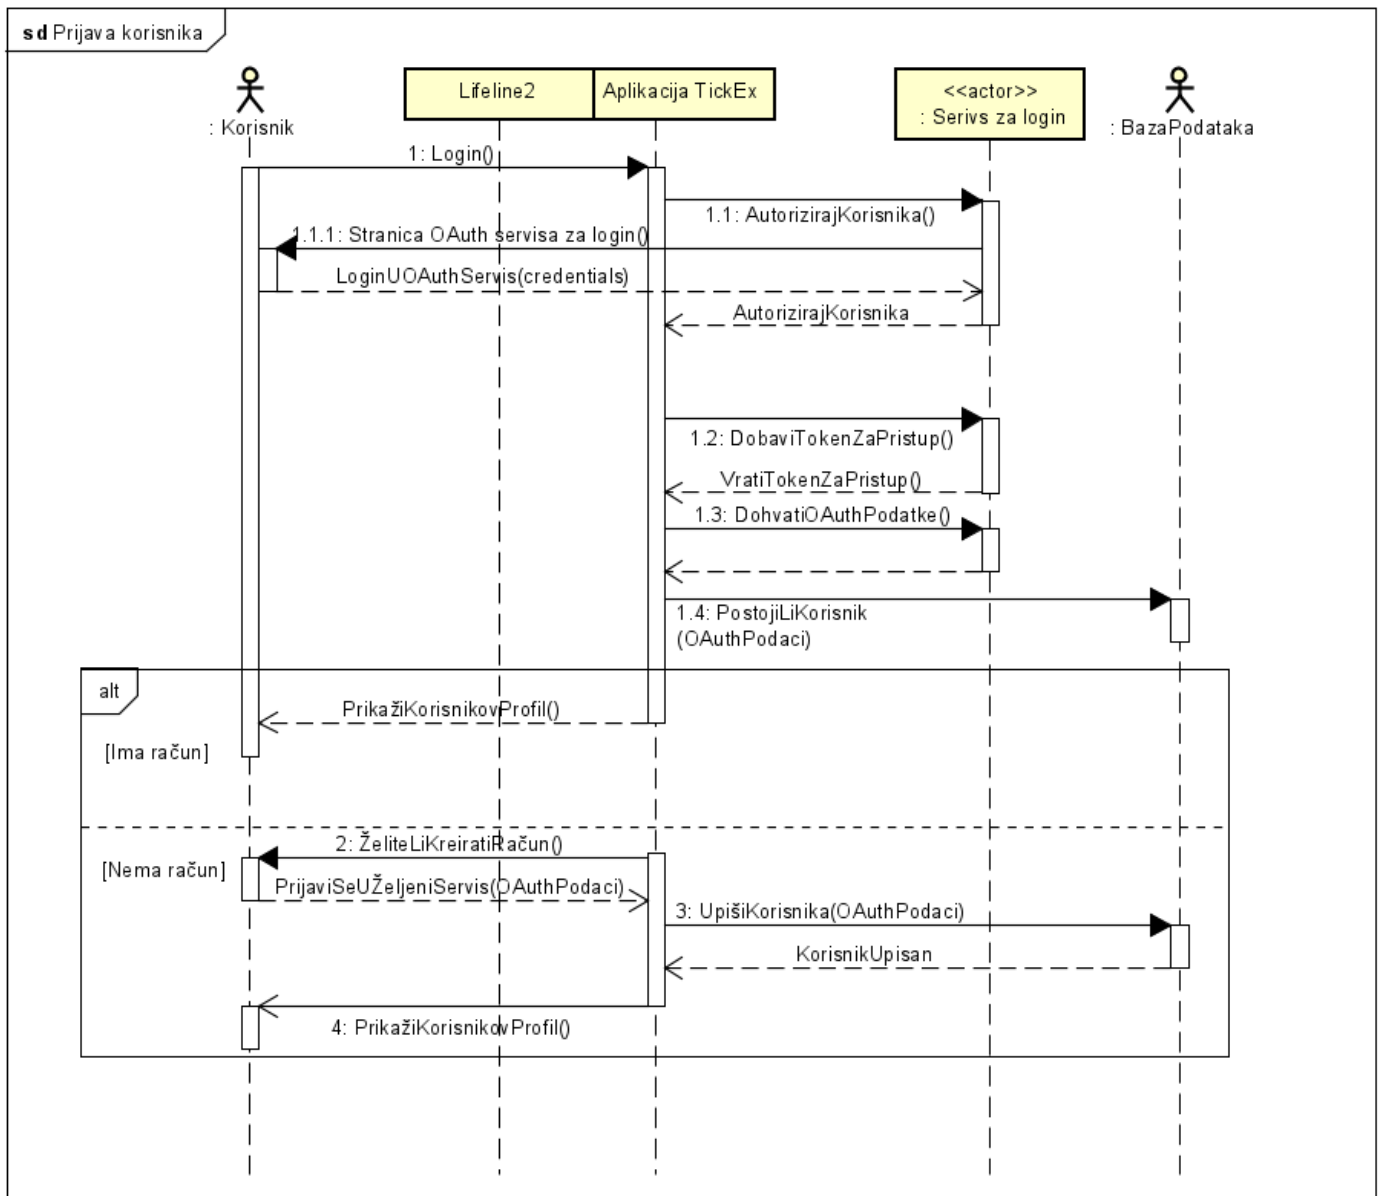 sd Prijava korisnika
: Korisnik
Lifeline2
Aplikacija TickEx
<<actor>>
: Serivs za login
: BazaPodataka
1: Login()
1.1: AutorizirajKorisnika()
1.1.1: Stranica OAuth servisa za login()
LoginUOAuthServis(credentials)
AutorizirajKorisnika
1.2: DobaviTokenZaPristup()
VratiTokenZaPristup()
1.3: DohvatiOAuthPodatke()
1.4: PostojiLiKorisnik
(OAuthPodaci)
alt
PrikažiKorisnikovProfil()
[Ima račun]
2: ŽeliteLiKreiratiRačun()
[Nema račun]
PrijaviSeUŽeljeniServis(OAuthPodaci)
3: UpišiKorisnika(OAuthPodaci)
KorisnikUpisan
4: PrikažiKorisnikovProfil()